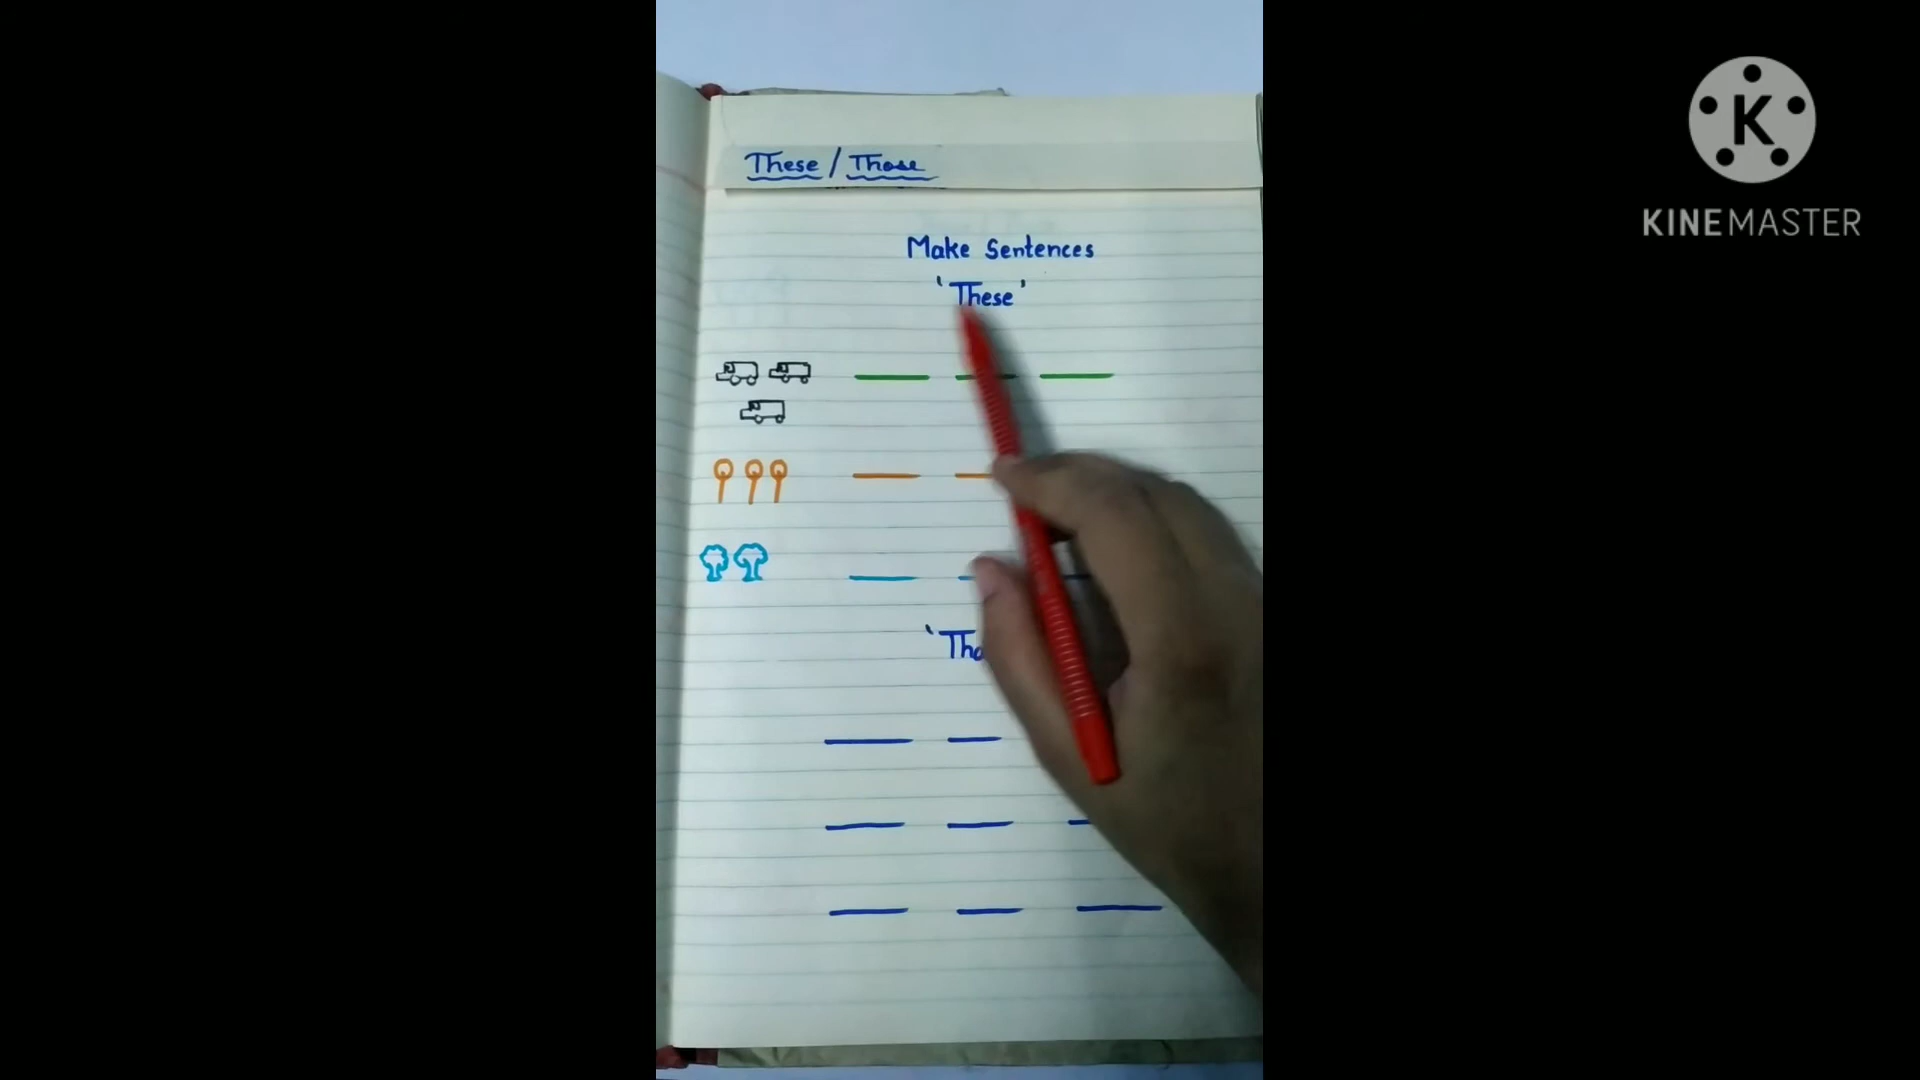 These / Those
Make Sentences
'These'
K
KINEMASTER